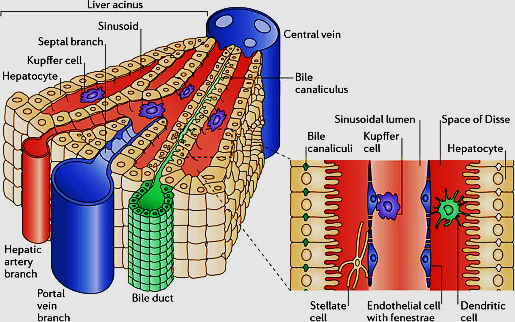 Liver acinus
Sinusoid
Septal branch
Kupffer cell
Hepatocyte
Central vein
Bile
canaliculus
Hepatic
artery
branch
Portal
vein
branch
Bile duct
Bile
canaliculi
Sinusoidal lumen
Kupffer
cell
Space of Disse
Hepatocyte
Stellate
cell
Endothelial cell
with fenestrae
Dendritic
cell